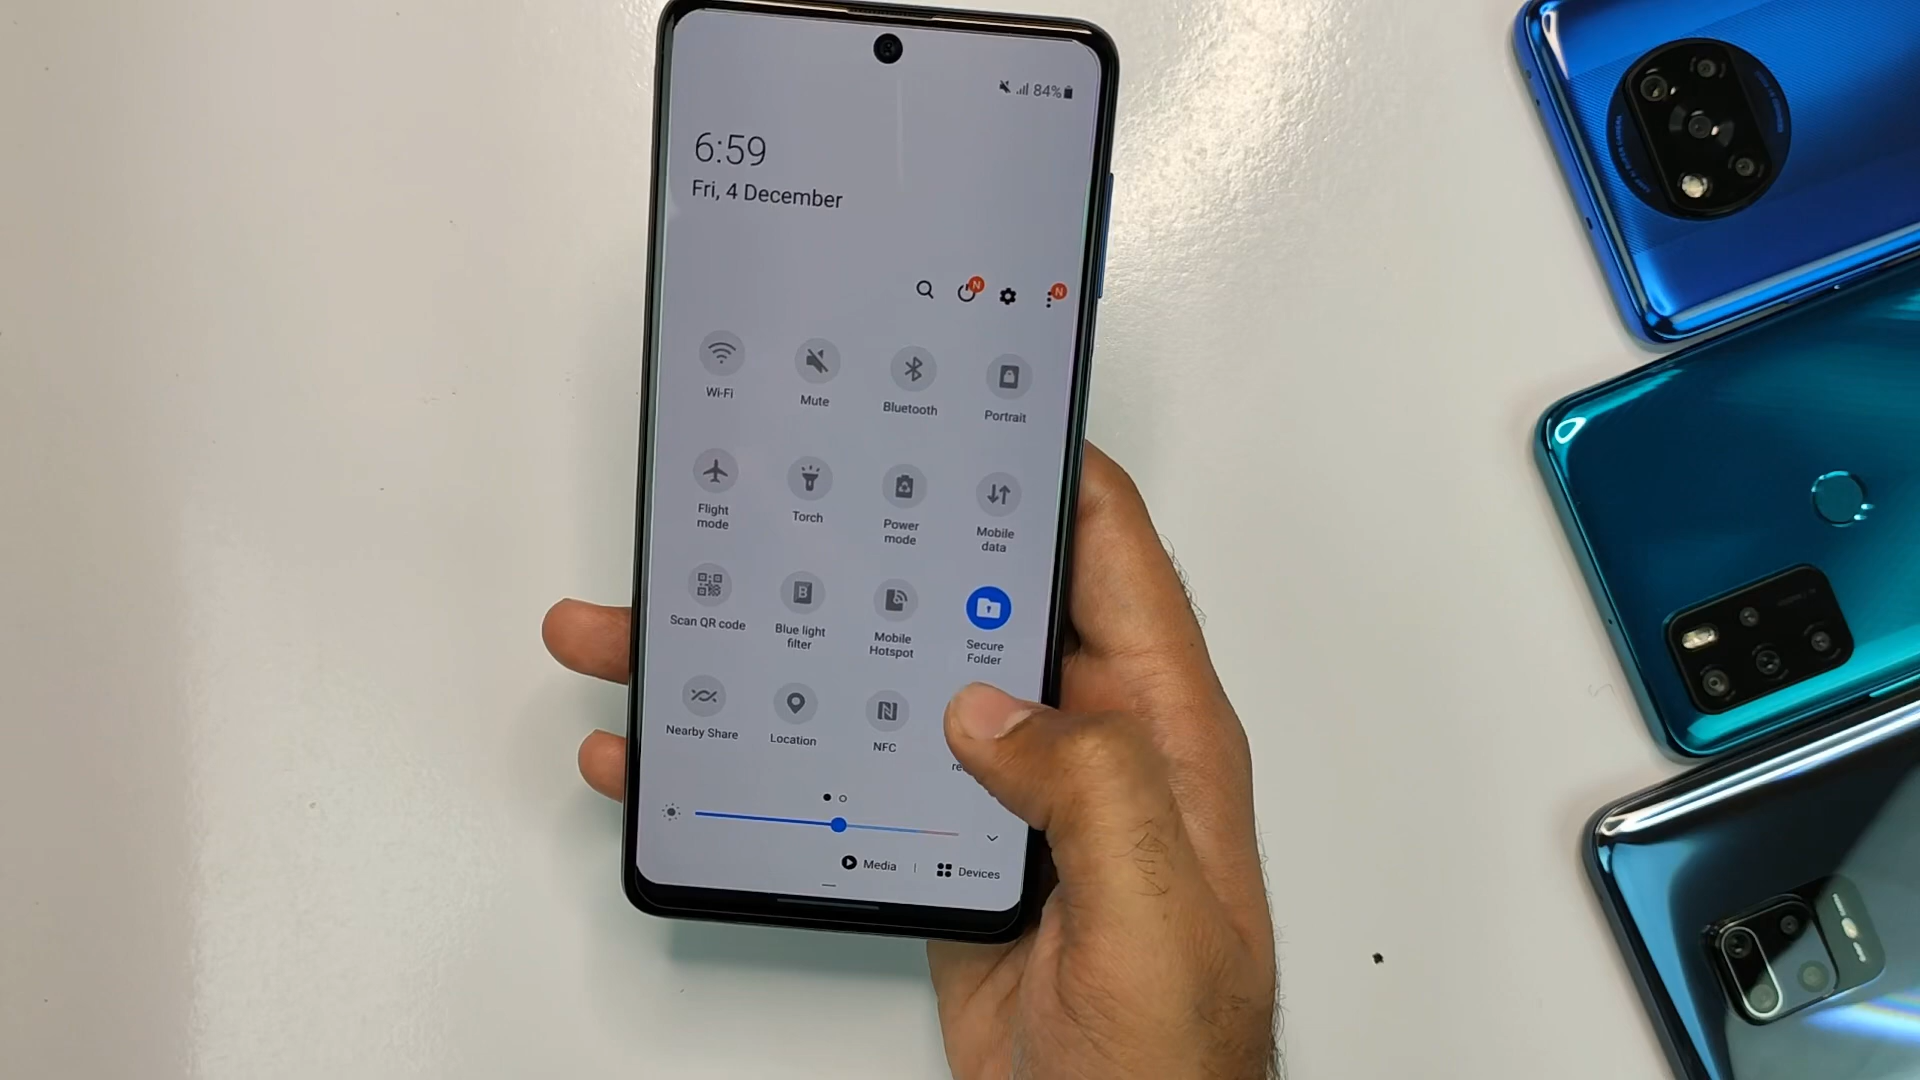 84%
6:59
Fri, 4 December
N
N
Wi-Fi
Mute
Bluetooth
Portrait
Flight
mode
Torch
Power
mode
Mobile
data
Scan QR code
B
Blue light
filter
Mobile
Hotspot
Secure
Folder
Nearby Share
Location
NFC
Media
Devices